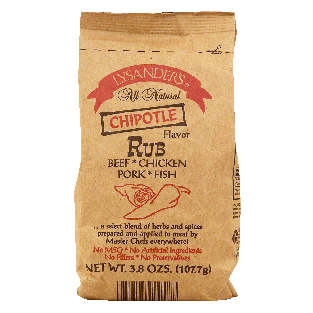 LYSANDER'S
All Natural
CHIPOTLE
Flavor
RUB
BEEF * CHICKEN
PORK * FISH
... a select blend of herbs and spices
prepared and applied to meat by
Master Chefs everywhere!
No MSG * No Artificial Ingredients
No Fillers * No Preservatives
NET WT. 3.8 OZS. (107.7g)